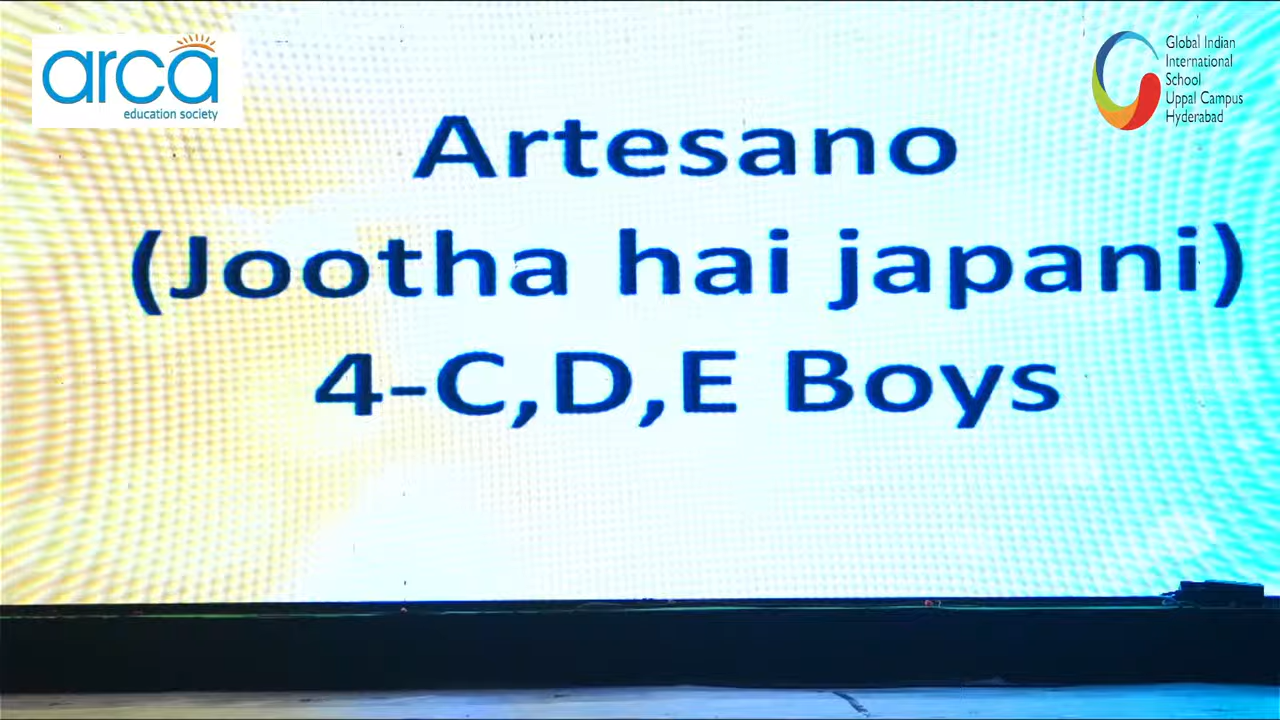 arca
education society
Global Indian
International
School
Uppal Campus
Hyderabad
Artesano
(Jootha hai japani)
4-C,D,E Boys